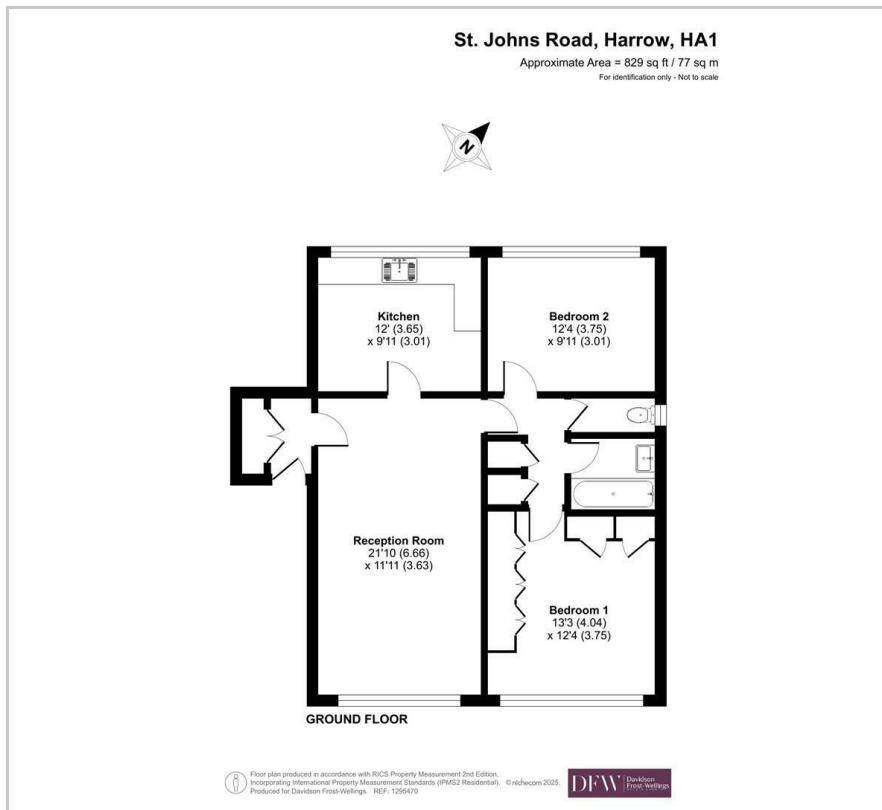 St. Johns Road, Harrow, HA1
Approximate Area = 829 sq ft / 77 sq m
For identification only - Not to scale
N
Kitchen
12' (3.65)
x 9'11 (3.01)
Bedroom 2
12'4 (3.75)
x 9'11 (3.01)
Reception Room
21'10 (6.66)
x 11'11 (3.63)
Bedroom 1
13'3 (4.04)
x 12'4 (3.75)
GROUND FLOOR
Floor plan produced in accordance with RICS Property Measurement 2nd Edition,
Incorporating International Property Measurement Standards (IPMS2 Residential). © nichecom 2025.
Produced for Davidson Frost-Wellings. REF: 1295470
DFW Davidson
Frost-Wellings